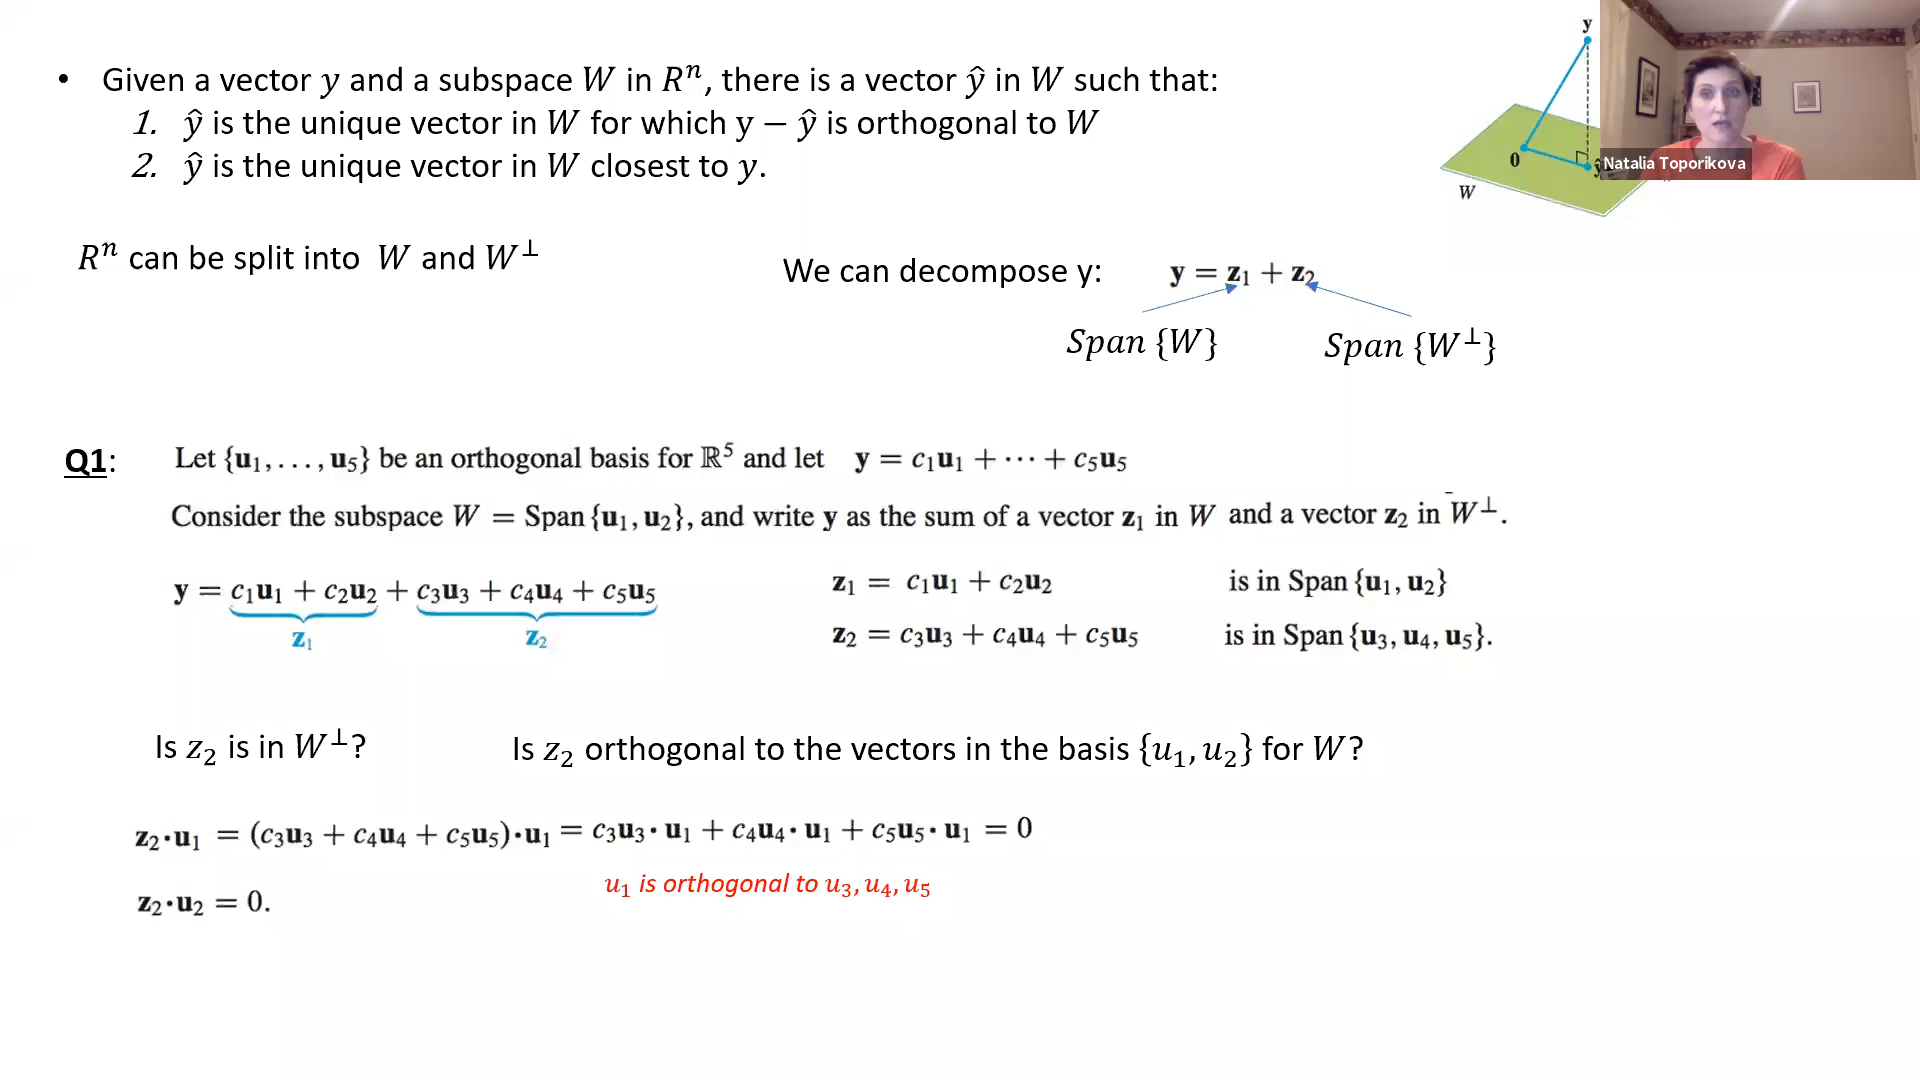 • Given a vector y and a subspace W in Rⁿ, there is a vector ŷ in W such that:
1. ŷ is the unique vector in W for which y − ŷ is orthogonal to W
2. ŷ is the unique vector in W closest to y.
y
0
W
Natalia Toporikova
Rⁿ can be split into W and W⊥
We can decompose y: y = z₁ + z₂
Span {W} Span {W⊥}
Q1: Let {u₁, . . . , u₅} be an orthogonal basis for ℝ⁵ and let y = c₁u₁ + ··· + c₅u₅
Consider the subspace W = Span {u₁, u₂}, and write y as the sum of a vector z₁ in W and a vector z₂ in W⊥.
y = c₁u₁ + c₂u₂ + c₃u₃ + c₄u₄ + c₅u₅
z₁ z₂
z₁ = c₁u₁ + c₂u₂ is in Span {u₁, u₂}
z₂ = c₃u₃ + c₄u₄ + c₅u₅ is in Span {u₃, u₄, u₅}.
Is z₂ is in W⊥? Is z₂ orthogonal to the vectors in the basis {u₁, u₂} for W?
z₂·u₁ = (c₃u₃ + c₄u₄ + c₅u₅)·u₁ = c₃u₃· u₁ + c₄u₄· u₁ + c₅u₅· u₁ = 0
u₁ is orthogonal to u₃, u₄, u₅
z₂·u₂ = 0.